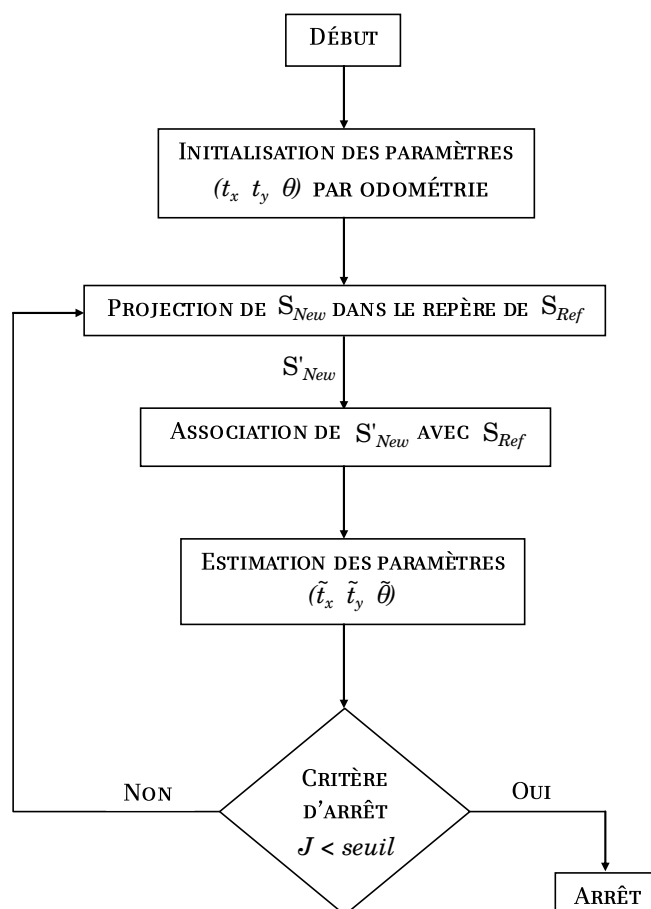 DÉBUT
INITIALISATION DES PARAMÈTRES
(t_x t_y θ) PAR ODOMÉTRIE
PROJECTION DE S_New DANS LE REPÈRE DE S_Ref
S'_New
ASSOCIATION DE S'_New AVEC S_Ref
ESTIMATION DES PARAMÈTRES
(t̃_x t̃_y θ̃)
CRITÈRE
D'ARRÊT
J < seuil
NON
OUI
ARRÊT